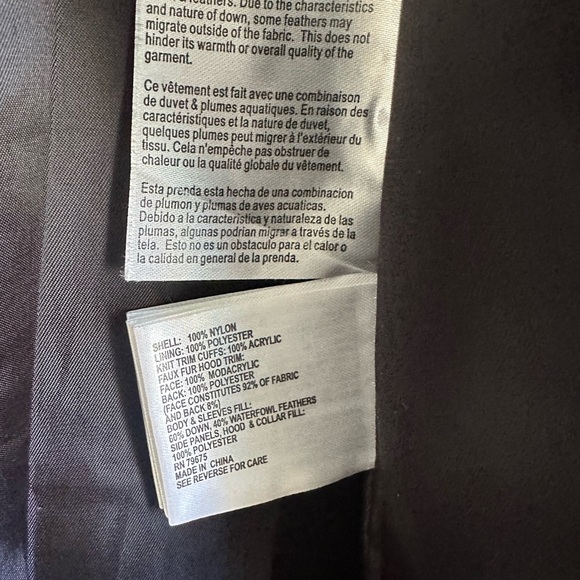 feathers. Due to the characteristics
and nature of down, some feathers may
migrate outside of the fabric. This does not
hinder its warmth or overall quality of the
garment.
Ce vêtement est fait avec une combinaison
de duvet & plumes aquatiques. En raison des
caractéristiques et la nature de duvet,
quelques plumes peut migrer à l'extérieur du
tissu. Cela n'empêche pas obstruer de
chaleur ou la qualité globale du vêtement.
Esta prenda esta hecha de una combinacion
de plumon y plumas de aves acuaticas.
Debido a la caracteristica y naturaleza de las
plumas, algunas podrian migrar a través de la
tela. Esto no es un obstaculo para el calor o
la calidad en general de la prenda.
SHELL: 100% NYLON
LINING: 100% POLYESTER
KNIT TRIM CUFFS: 100% ACRYLIC
FAUX FUR HOOD TRIM:
FACE: 100% MODACRYLIC
BACK: 100% POLYESTER
(FACE CONSTITUTES 92% OF FABRIC
AND BACK 8%)
BODY & SLEEVES FILL:
60% DOWN, 40% WATERFOWL FEATHERS
SIDE PANELS, HOOD & COLLAR FILL:
100% POLYESTER
RN 79675
MADE IN CHINA
SEE REVERSE FOR CARE